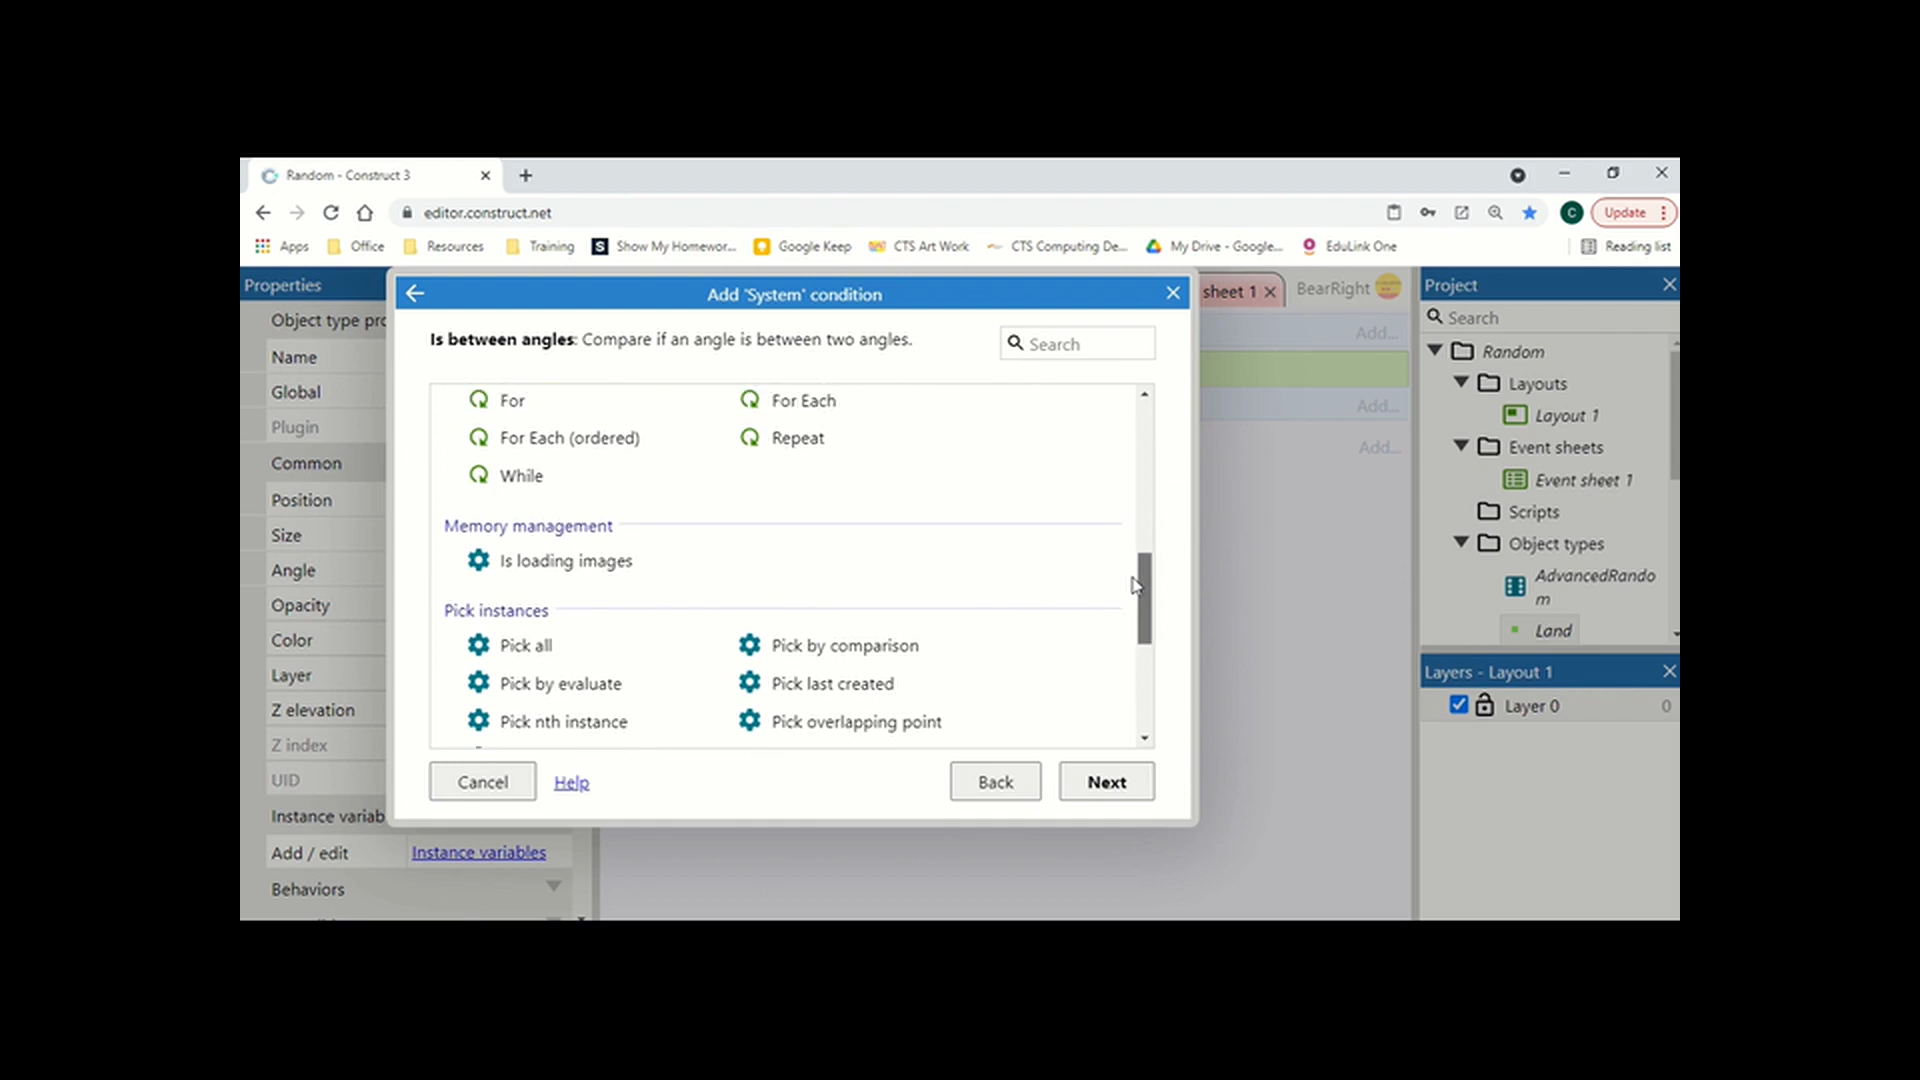 Random - Construct 3
editor.construct.net
C
Update
Apps
Office
Resources
Training
S
Show My Homewor...
Google Keep
CTS Art Work
CTS Computing De...
My Drive - Google...
EduLink One
Reading list
Properties
Object type pro
Name
Global
Plugin
Common
Position
Size
Angle
Opacity
Color
Layer
Z elevation
Z index
UID
Instance variab
Add / edit
Instance variables
Behaviors
Add 'System' condition
Is between angles: Compare if an angle is between two angles.
Search
For
For Each
For Each (ordered)
Repeat
While
Memory management
Is loading images
Pick instances
Pick all
Pick by comparison
Pick by evaluate
Pick last created
Pick nth instance
Pick overlapping point
Cancel
Help
Back
Next
sheet 1
BearRight
Add...
Add...
Add...
Project
Search
Random
Layouts
Layout 1
Event sheets
Event sheet 1
Scripts
Object types
AdvancedRando
m
Land
Layers - Layout 1
Layer 0
0